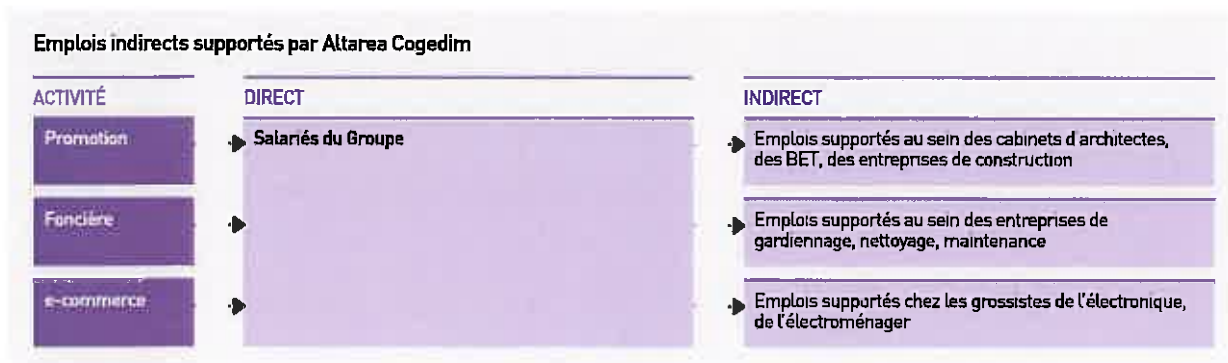 Emplois indirects supportés par Altarea Cogedim
ACTIVITÉ
DIRECT
INDIRECT
Promotion
Salariés du Groupe
Emplois supportés au sein des cabinets d'architectes,
des BET, des entreprises de construction
Foncière
Emplois supportés au sein des entreprises de
gardiennage, nettoyage, maintenance
e-commerce
Emplois supportés chez les grossistes de l'électronique,
de l'électroménager